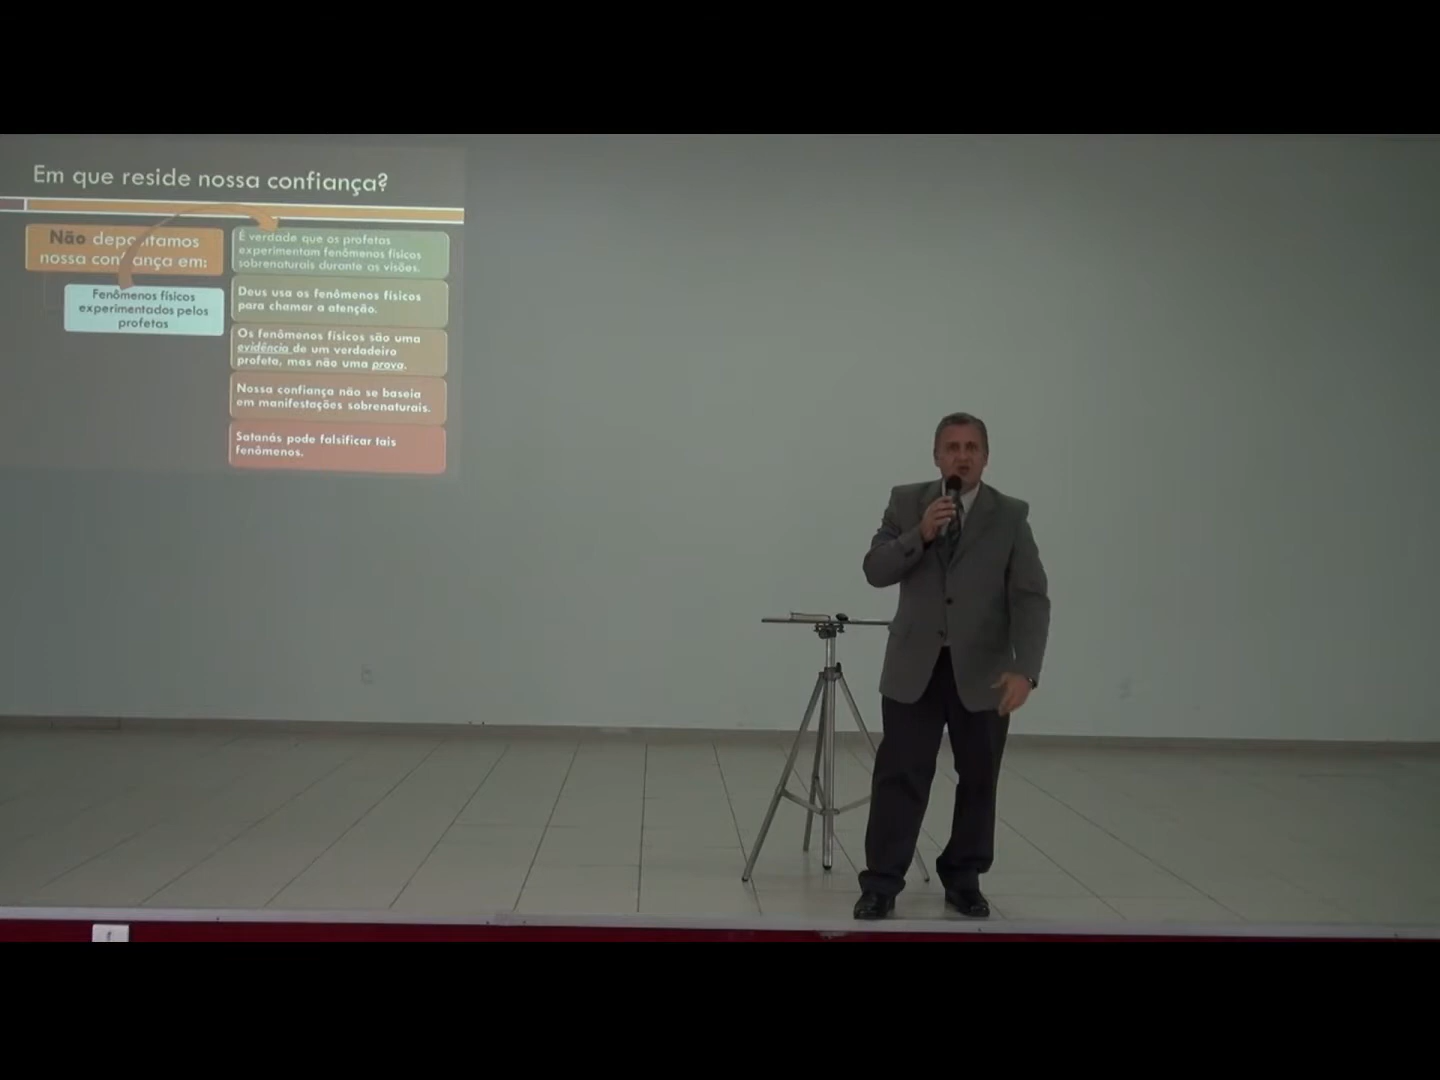 Em que reside nossa confiança?
Não depositamos
nossa confiança em:
Fenômenos físicos
experimentados pelos
profetas
É verdade que os profetas
experimentam fenômenos físicos
sobrenaturais durante as visões.
Deus usa os fenômenos físicos
para chamar a atenção.
Os fenômenos físicos são uma
evidência de um verdadeiro
profeta, mas não uma prova.
Nossa confiança não se baseia
em manifestações sobrenaturais.
Satanás pode falsificar tais
fenômenos.